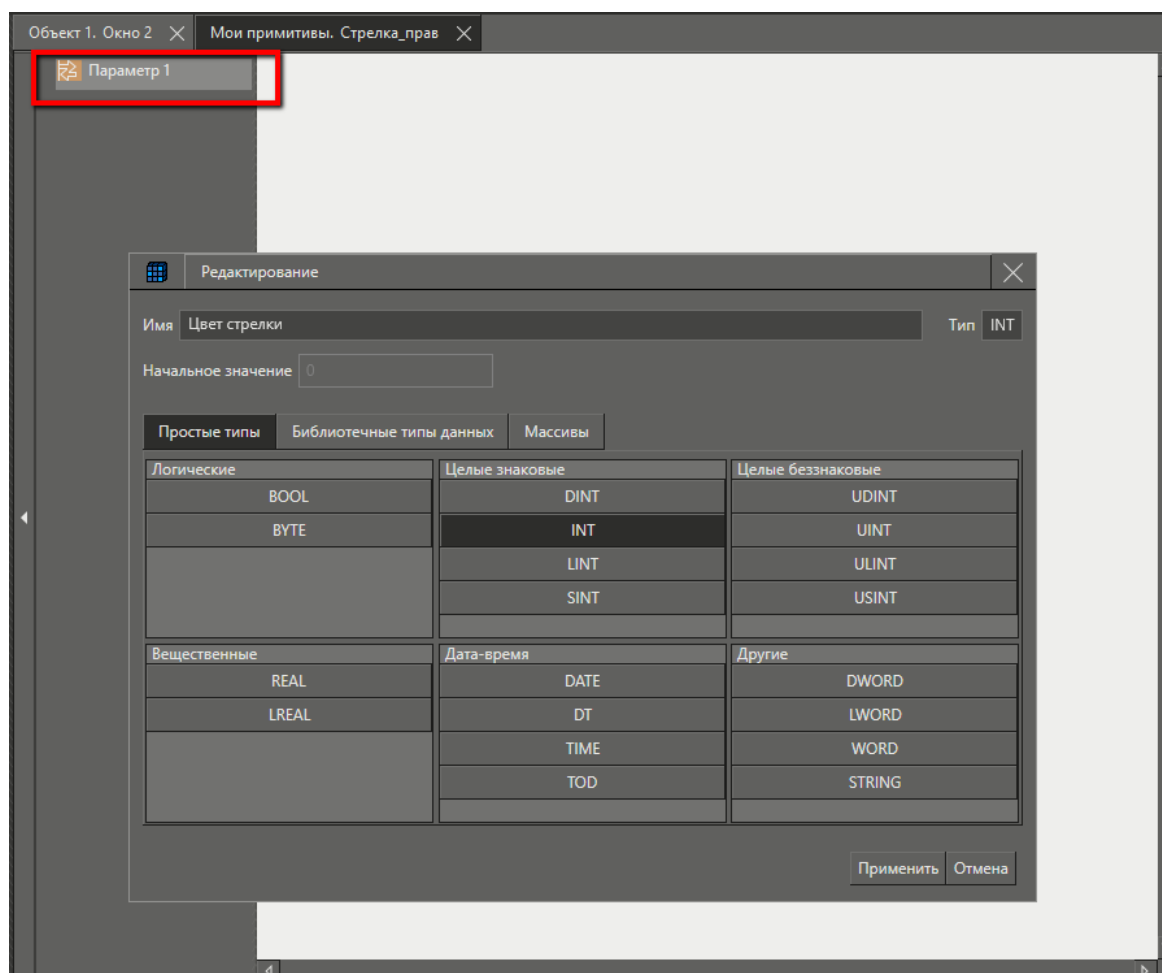 Объект 1. Окно 2 Мои примитивы. Стрелка_прав
Параметр 1
Редактирование
Имя Цвет стрелки Тип INT
Начальное значение 0
Простые типы Библиотечные типы данных Массивы
Логические Целые знаковые Целые беззнаковые
BOOL DINT UDINT
BYTE INT UINT
LINT ULINT
SINT USINT
Вещественные Дата-время Другие
REAL DATE DWORD
LREAL DT LWORD
TIME WORD
TOD STRING
Применить Отмена